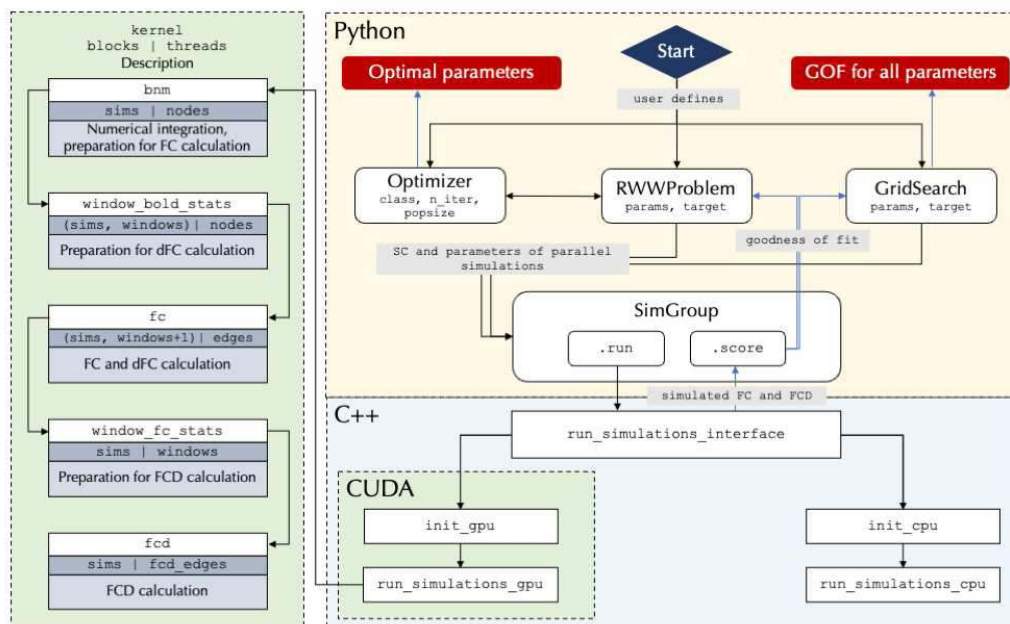 kernel
blocks | threads
Description
bnm
sims | nodes
Numerical integration,
preparation for FC calculation
window_bold_stats
(sims, windows)| nodes
Preparation for dFC calculation
fc
(sims, windows+1)| edges
FC and dFC calculation
window_fc_stats
sims | windows
Preparation for FCD calculation
fcd
sims | fcd_edges
FCD calculation
Python
Start
Optimal parameters
GOF for all parameters
user defines
Optimizer
class, n_iter,
popsize
RWWProblem
params, target
GridSearch
params, target
SC and parameters of parallel
simulations
goodness of fit
SimGroup
.run
.score
simulated FC and FCD
C++
run_simulations_interface
CUDA
init_gpu
run_simulations_gpu
init_cpu
run_simulations_cpu